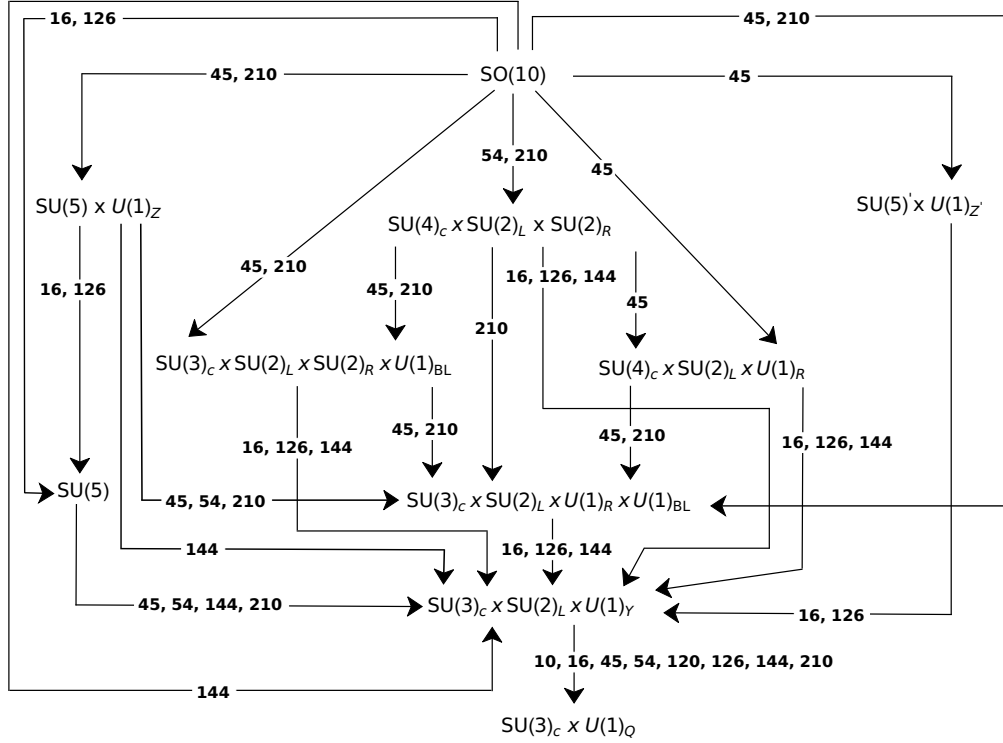 16, 126
45, 210
45, 210
SO(10)
45
54, 210
45
SU(5) x U(1)Z
SU(5)'x U(1)Z'
SU(4)c x SU(2)L x SU(2)R
45, 210
16, 126
45, 210
16, 126, 144
45
210
SU(3)c x SU(2)L x SU(2)R x U(1)BL
SU(4)c x SU(2)L x U(1)R
45, 210
45, 210
16, 126, 144
16, 126, 144
SU(5)
45, 54, 210
SU(3)c x SU(2)L x U(1)R x U(1)BL
144
16, 126, 144
45, 54, 144, 210
SU(3)c x SU(2)L x U(1)Y
16, 126
10, 16, 45, 54, 120, 126, 144, 210
144
SU(3)c x U(1)Q